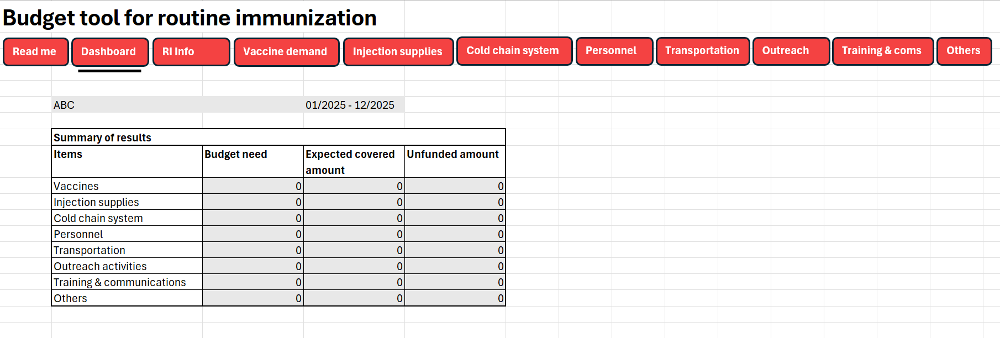 Budget tool for routine immunization
Read me Dashboard RI Info Vaccine demand Injection supplies Cold chain system Personnel Transportation Outreach Training & coms Others
ABC 01/2025 - 12/2025
Summary of results
Items Budget need Expected covered amount Unfunded amount
Vaccines 0 0 0
Injection supplies 0 0 0
Cold chain system 0 0 0
Personnel 0 0 0
Transportation 0 0 0
Outreach activities 0 0 0
Training & communications 0 0 0
Others 0 0 0